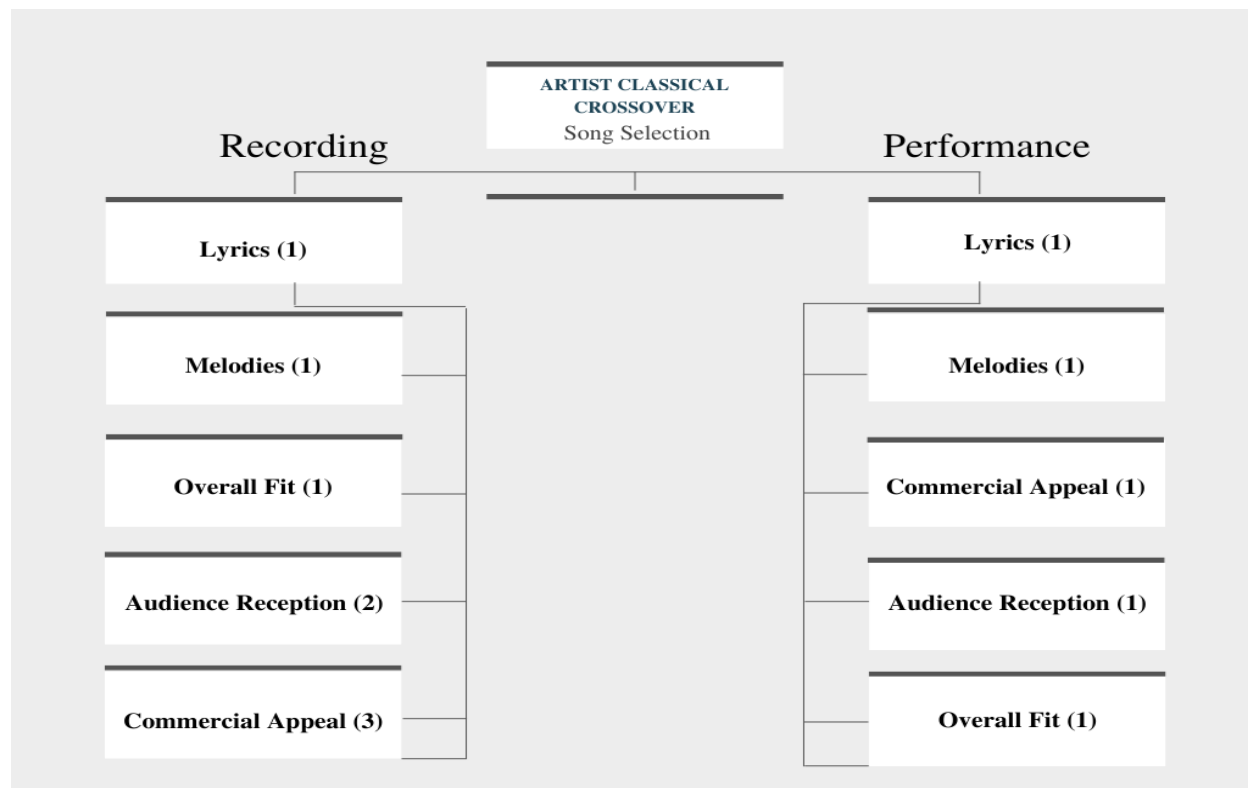 ARTIST CLASSICAL
CROSSOVER
Song Selection
Recording
Performance
Lyrics (1)
Melodies (1)
Overall Fit (1)
Audience Reception (2)
Commercial Appeal (3)
Lyrics (1)
Melodies (1)
Commercial Appeal (1)
Audience Reception (1)
Overall Fit (1)